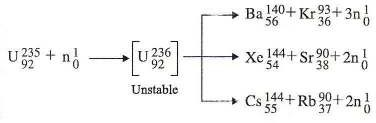 Ba 140 56 + Kr 93 36 + 3n 1 0
U 235 92 + n 1 0 [U 236 92] Xe 144 54 + Sr 90 38 + 2n 1 0
Unstable
Cs 144 55 + Rb 90 37 + 2n 1 0